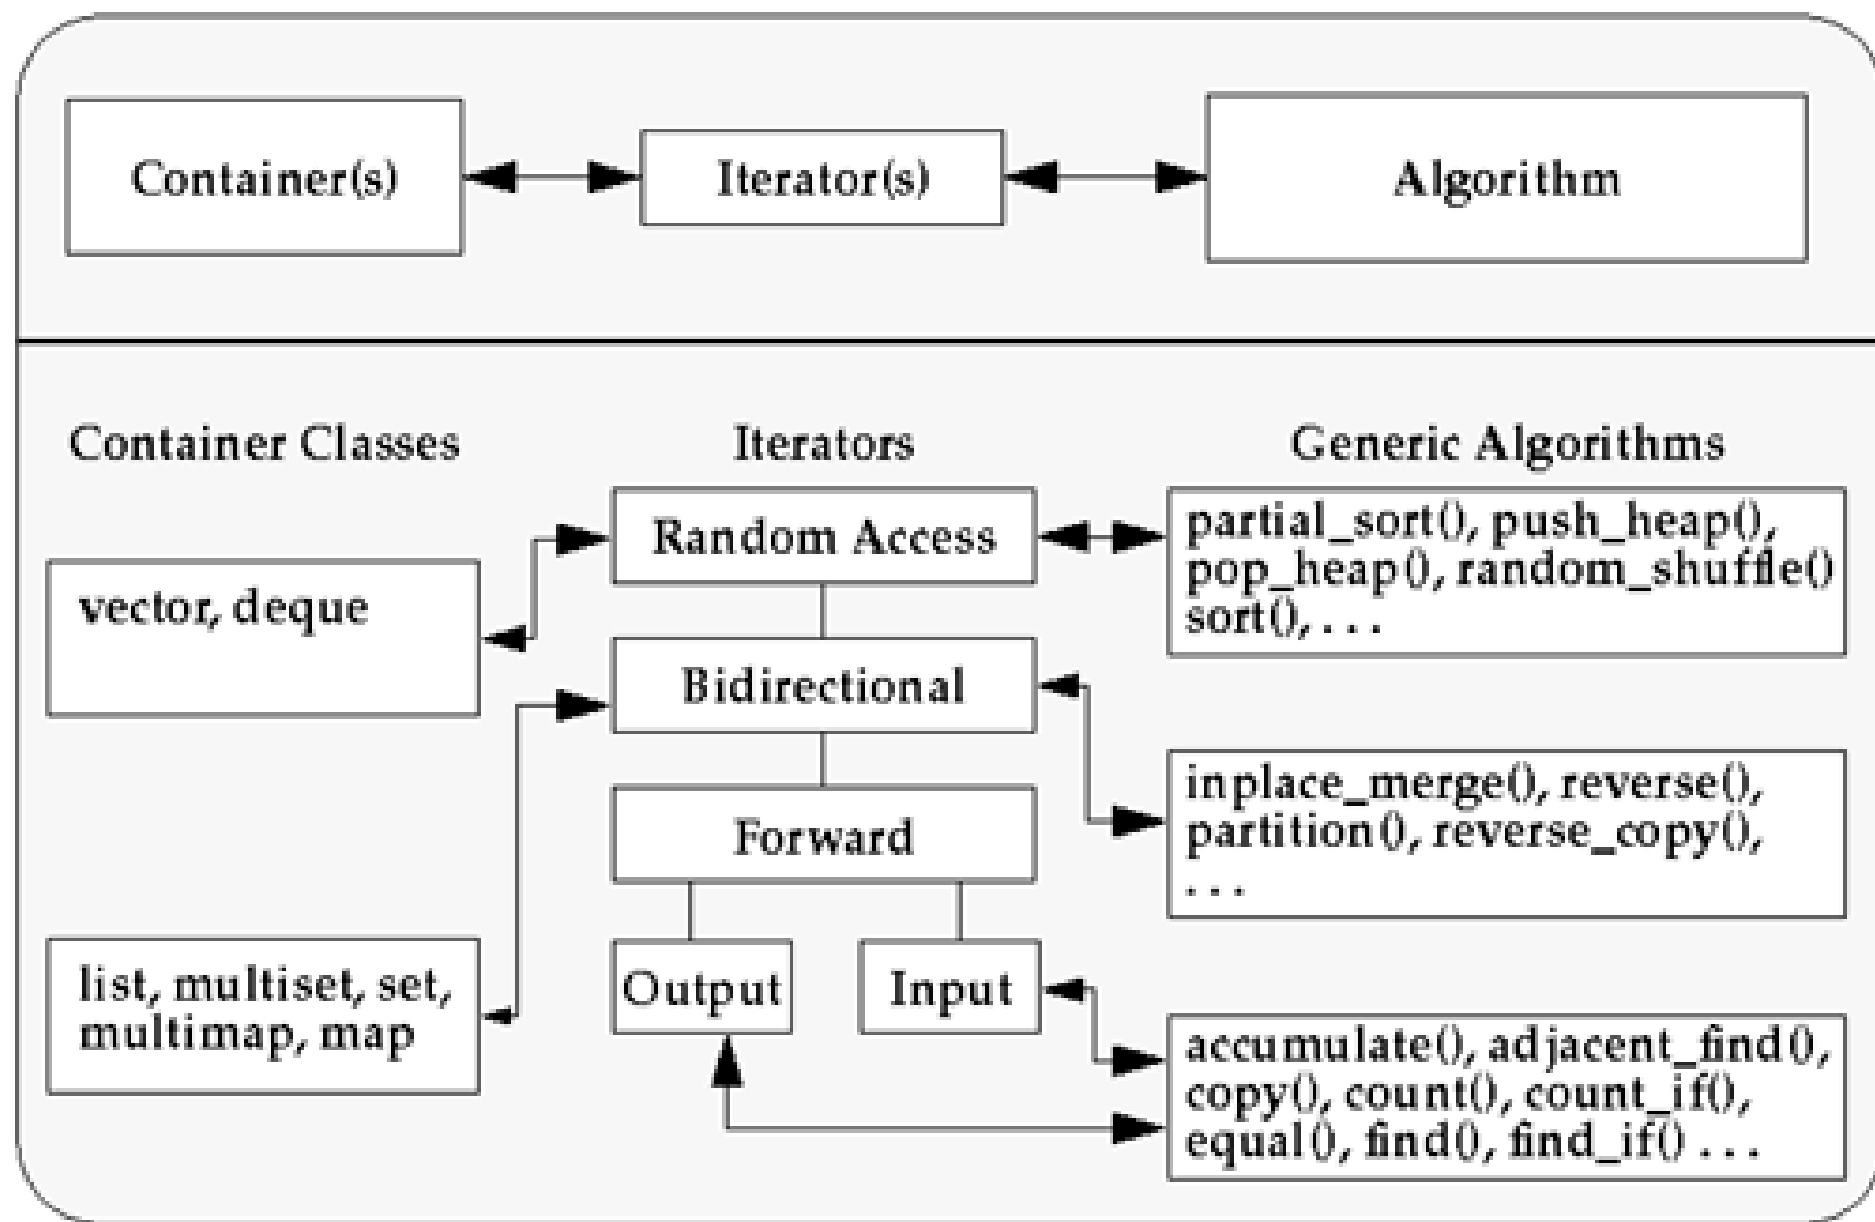 Container(s)
Iterator(s)
Algorithm
Container Classes
Iterators
Generic Algorithms
vector, deque
list, multiset, set,
multimap, map
Random Access
Bidirectional
Forward
Output
Input
partial_sort(), push_heap(),
pop_heap(), random_shuffle()
sort(), . . .
inplace_merge(), reverse(),
partition(), reverse_copy(),
. . .
accumulate(), adjacent_find(),
copy(), count(), count_if(),
equal(), find(), find_if() . . .